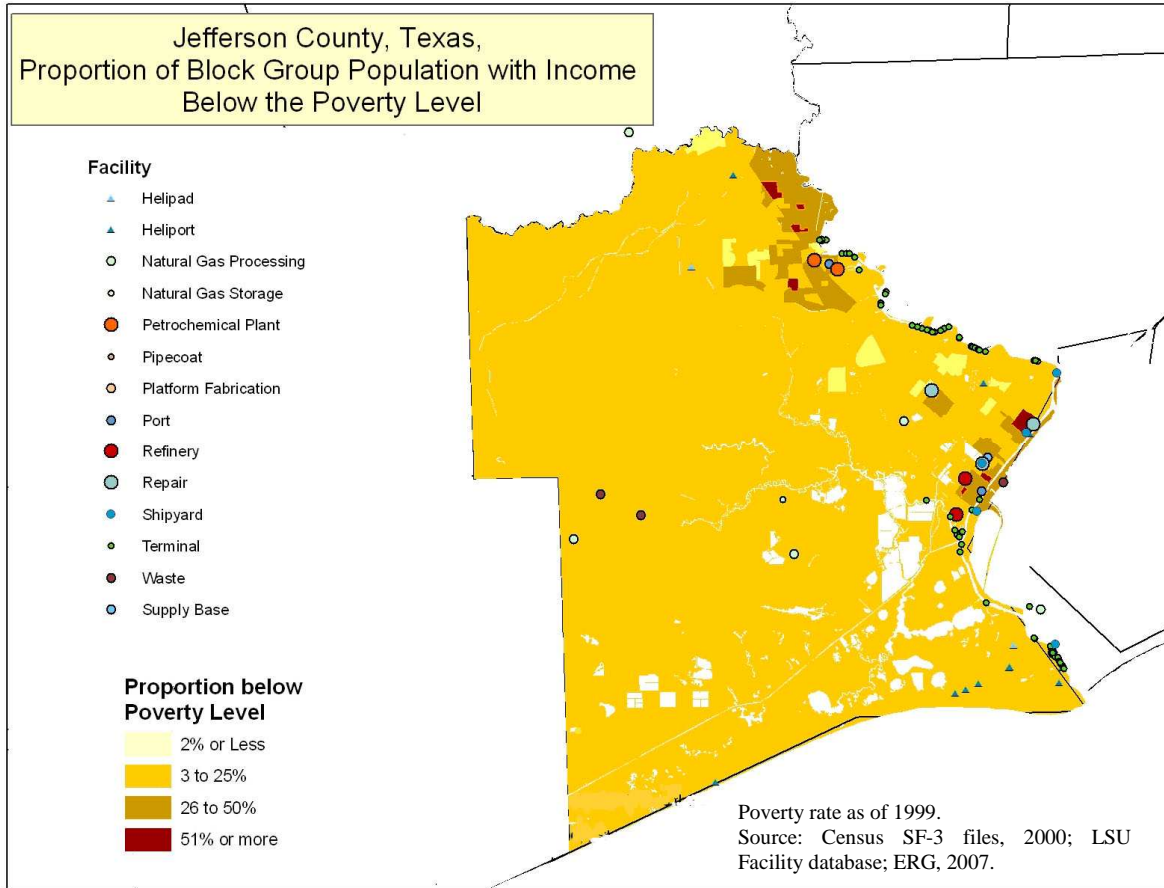 Jefferson County, Texas,
Proportion of Block Group Population with Income
Below the Poverty Level
Facility
Helipad
Heliport
Natural Gas Processing
Natural Gas Storage
Petrochemical Plant
Pipecoat
Platform Fabrication
Port
Refinery
Repair
Shipyard
Terminal
Waste
Supply Base
Proportion below
Poverty Level
2% or Less
3 to 25%
26 to 50%
51% or more
Poverty rate as of 1999.
Source: Census SF-3 files, 2000; LSU
Facility database; ERG, 2007.